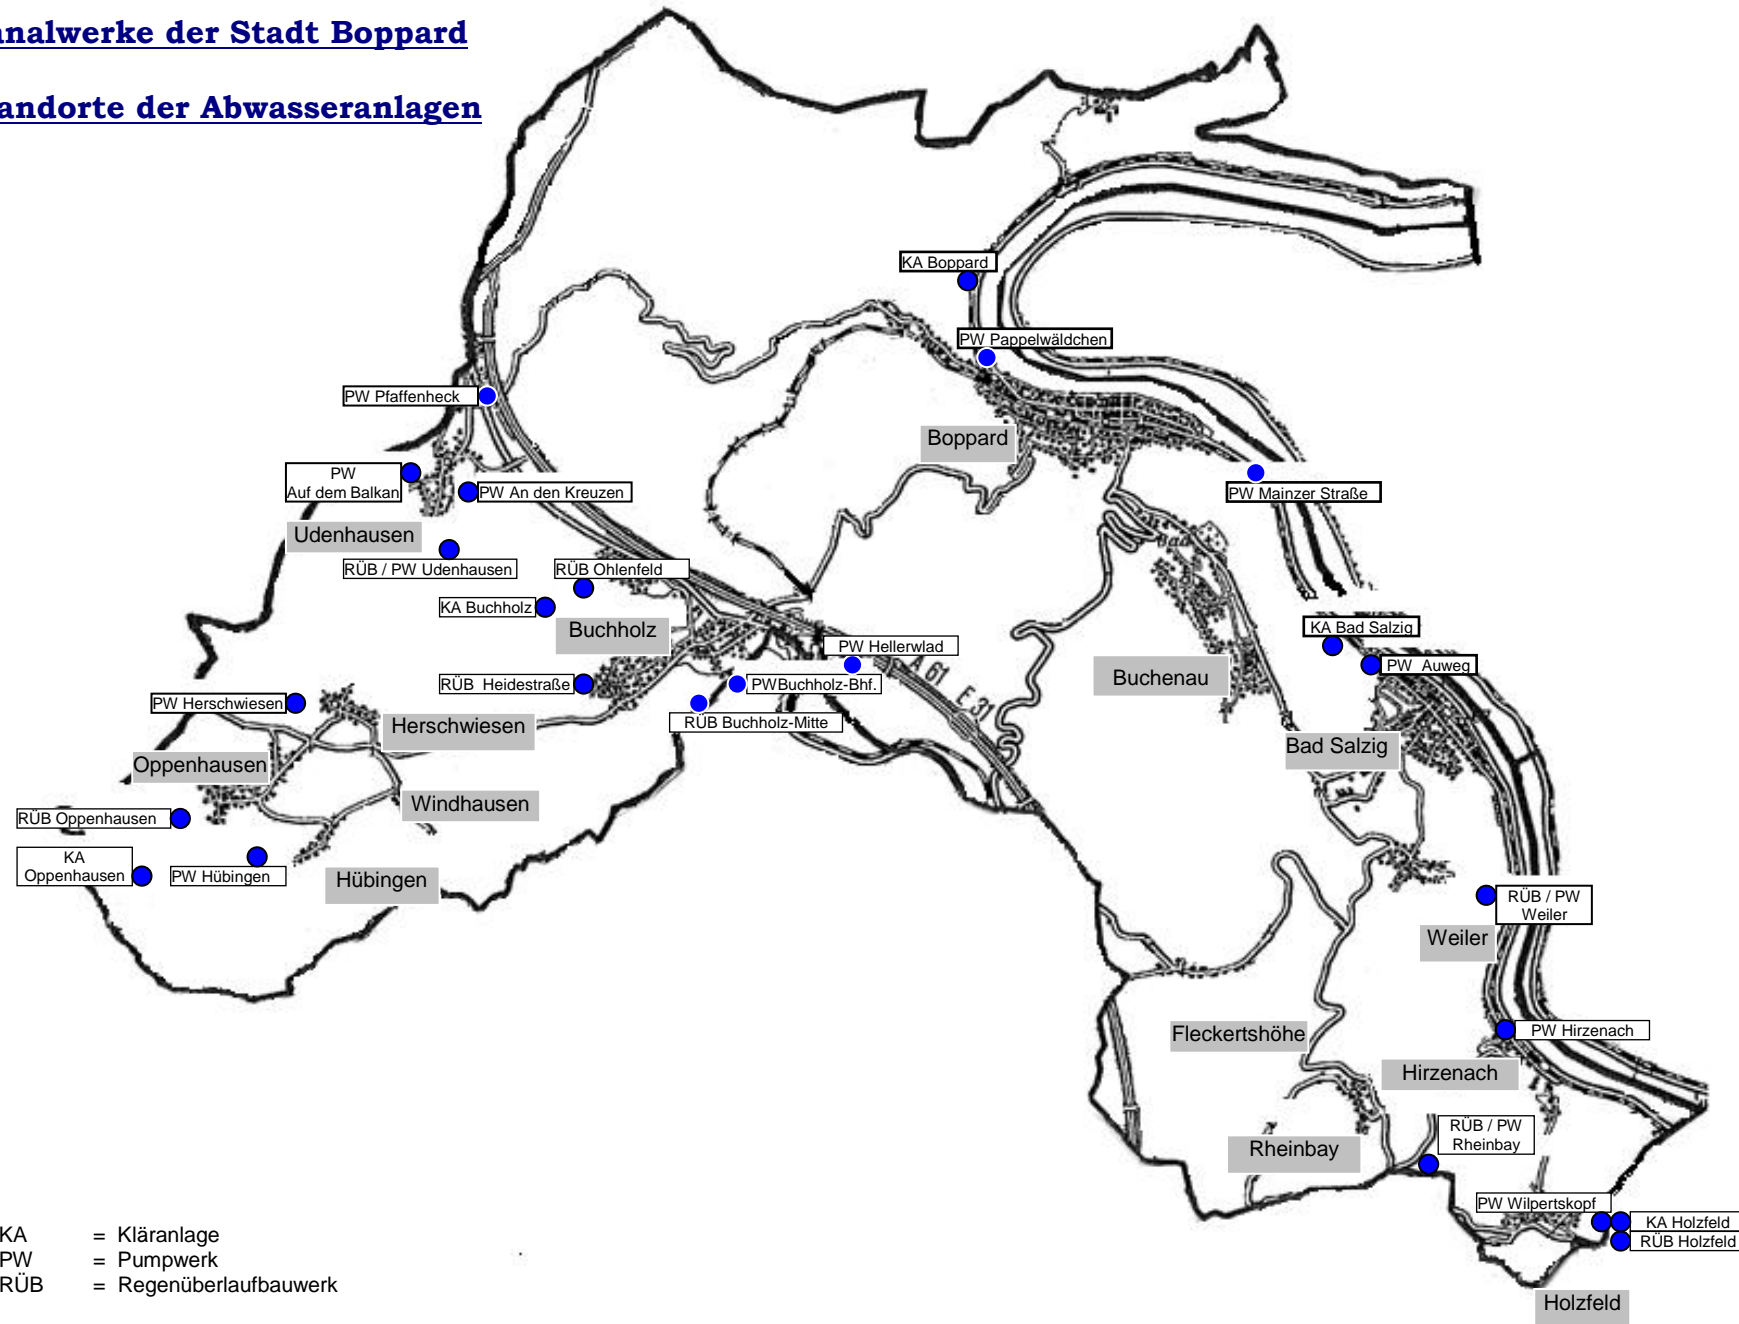 analwerke der Stadt Boppard
andorte der Abwasseranlagen
KA Boppard
PW Pappelwäldchen
PW Pfaffenheck
Boppard
PW
Auf dem Balkan
PW An den Kreuzen
PW Mainzer Straße
Udenhausen
RÜB / PW Udenhausen
RÜB Ohlenfeld
Bad
KA Buchholz
Buchholz
KA Bad Salzig
PW Hellerwlad
PW Auweg
A 61 E 31
Buchenau
RÜB Heidestraße
PWBuchholz-Bhf.
PW Herschwiesen
RÜB Buchholz-Mitte
Herschwiesen
Bad Salzig
Oppenhausen
Windhausen
RÜB Oppenhausen
KA
Oppenhausen
PW Hübingen
Hübingen
RÜB / PW
Weiler
Weiler
Fleckertshöhe
PW Hirzenach
Hirzenach
RÜB / PW
Rheinbay
Rheinbay
PW Wilpertskopf
KA Holzfeld
RÜB Holzfeld
Holzfeld
KA = Kläranlage
PW = Pumpwerk
RÜB = Regenüberlaufbauwerk